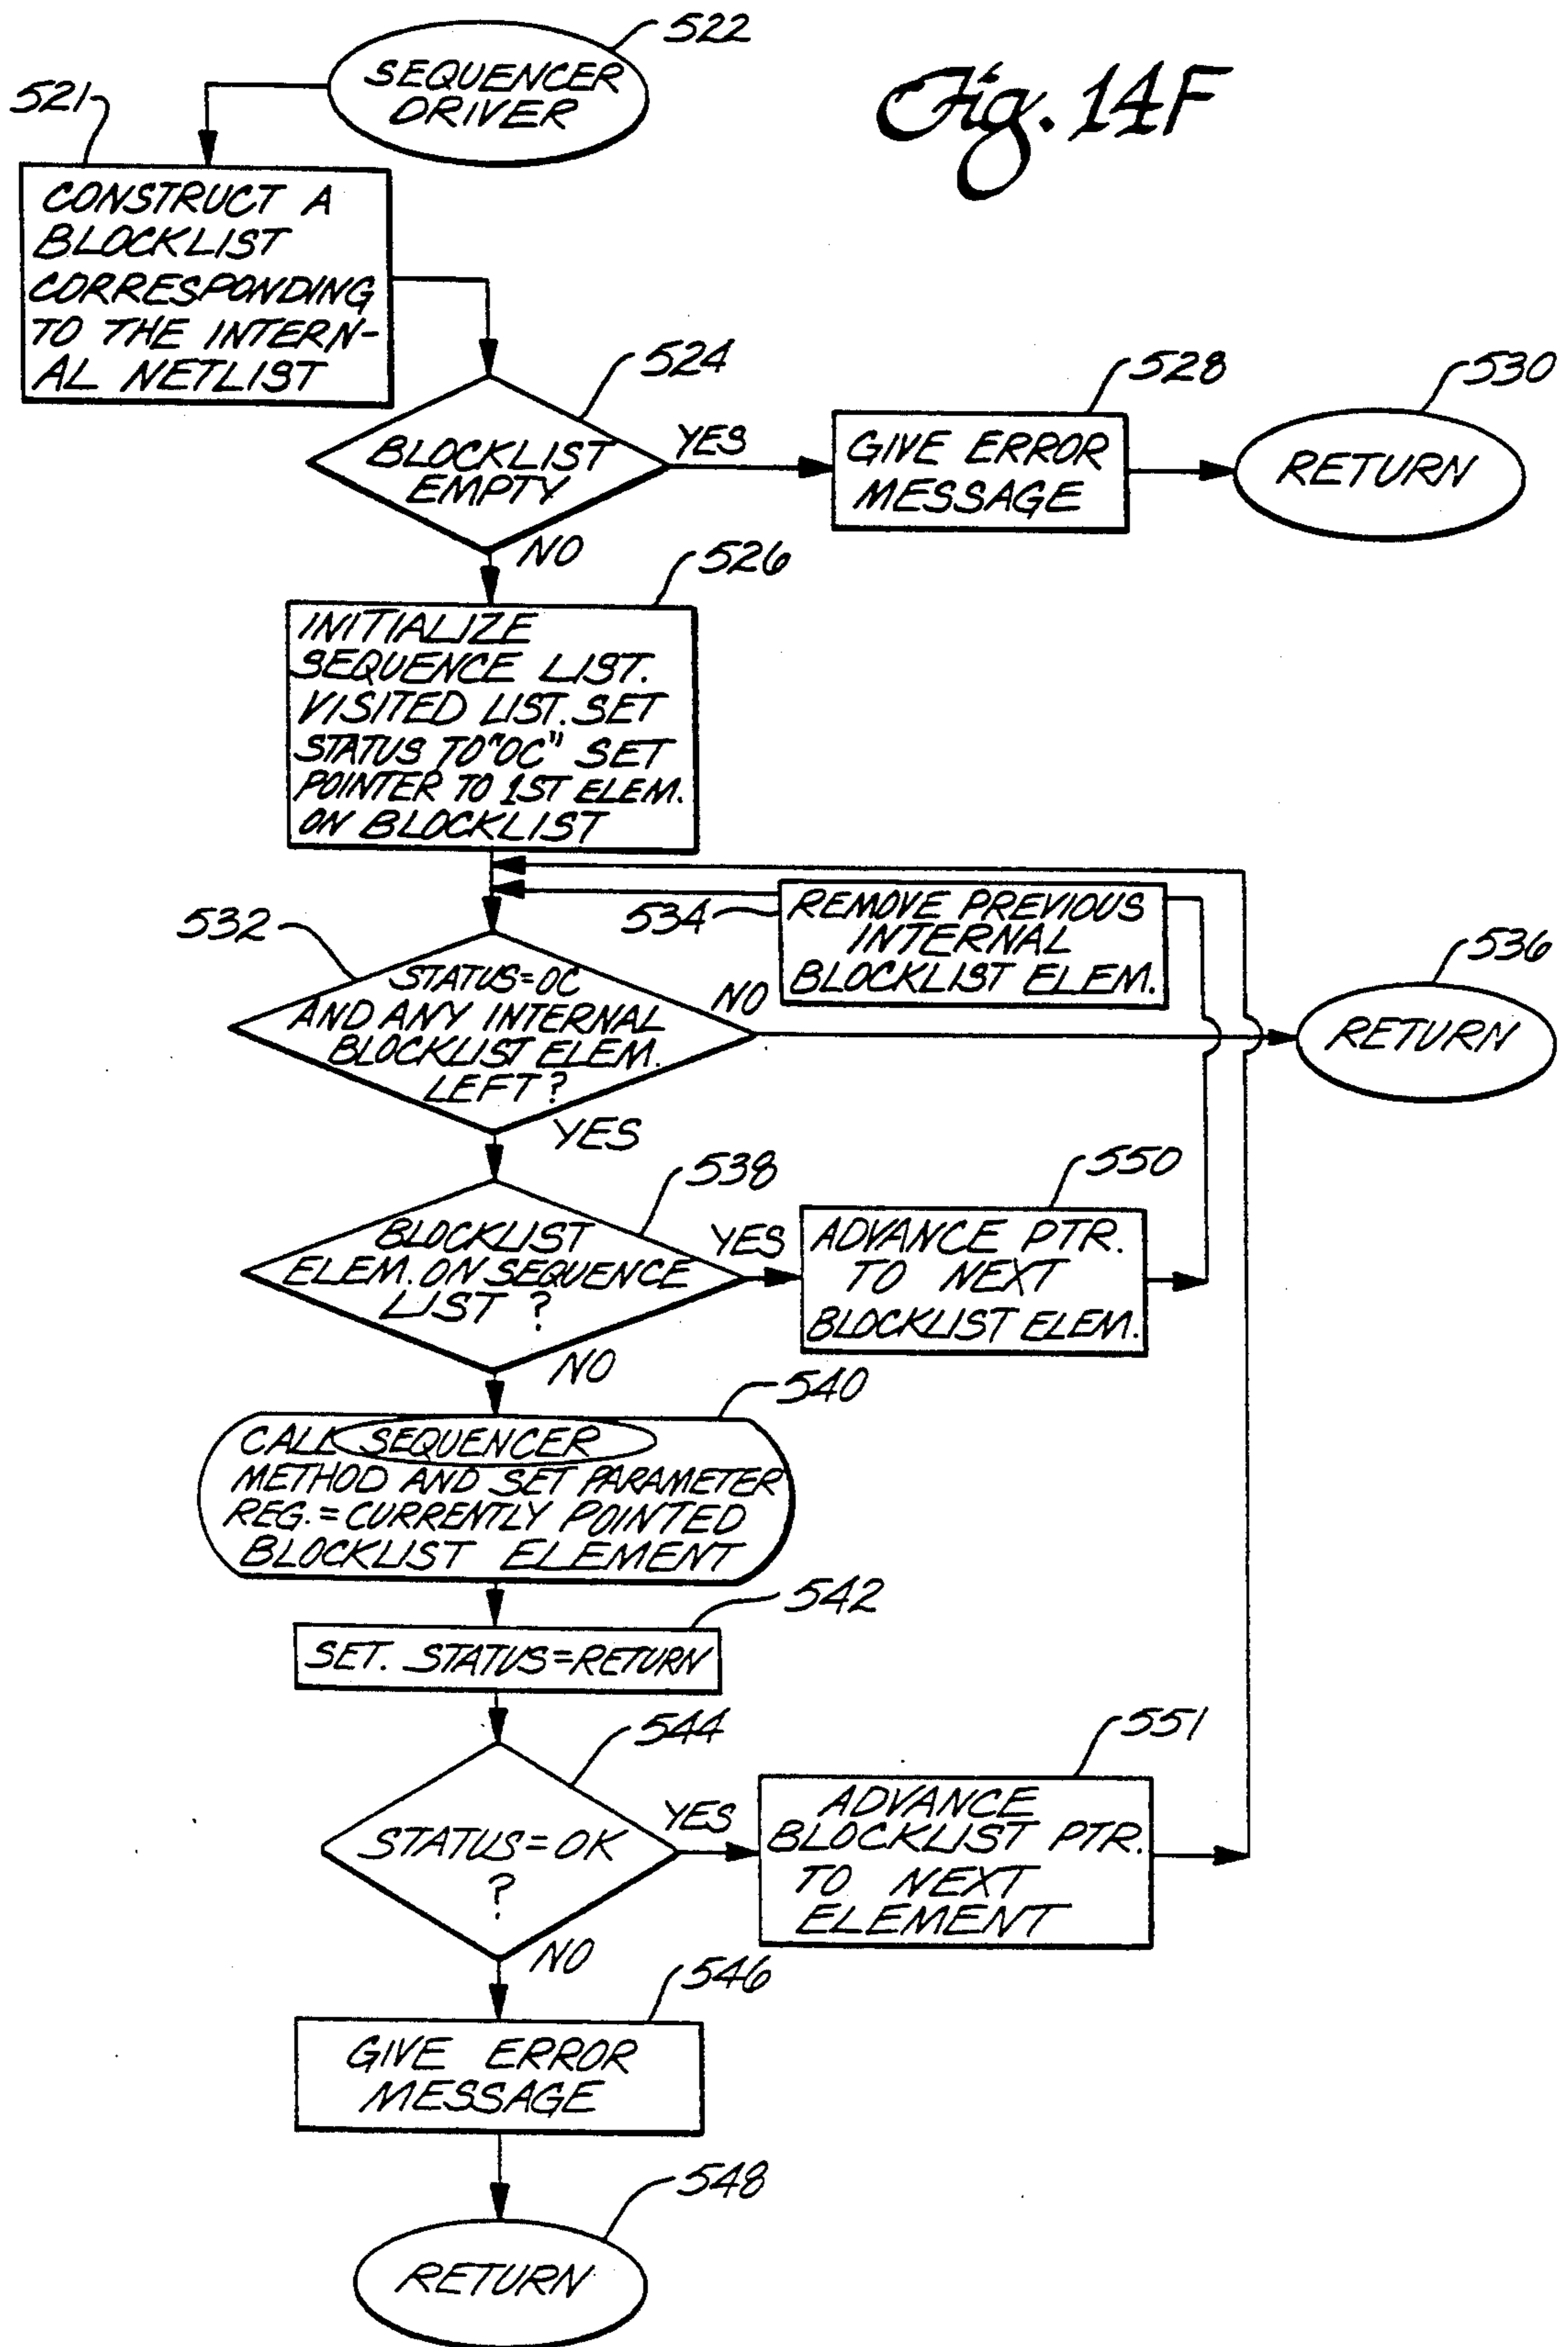 522
SEQUENCER
DRIVER
Fig. 14F
521
CONSTRUCT A
BLOCKLIST
CORRESPONDING
TO THE INTERN-
AL NETLIST
524
BLOCKLIST
EMPTY
YES
528
GIVE ERROR
MESSAGE
530
RETURN
NO
526
INITIALIZE
SEQUENCE LIST.
VISITED LIST. SET
STATUS TO "OC" SET
POINTER TO 1ST ELEM.
ON BLOCKLIST
534
REMOVE PREVIOUS
INTERNAL
BLOCKLIST ELEM.
532
STATUS=OC
AND ANY INTERNAL
BLOCKLIST ELEM.
LEFT?
NO
536
RETURN
YES
538
BLOCKLIST
ELEM. ON SEQUENCE
LIST?
YES
550
ADVANCE PTR.
TO NEXT
BLOCKLIST ELEM.
NO
540
CALL SEQUENCER
METHOD AND SET PARAMETER
REG.=CURRENTLY POINTED
BLOCKLIST ELEMENT
542
SET. STATUS=RETURN
544
STATUS=OK
?
YES
551
ADVANCE
BLOCKLIST PTR.
TO NEXT
ELEMENT
NO
546
GIVE ERROR
MESSAGE
548
RETURN